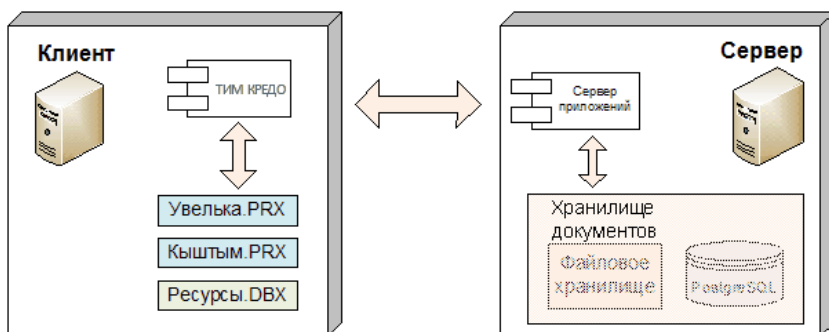 Клиент
ТИМ КРЕДО
Увелька.PRX
Кыштым.PRX
Ресурсы.DBX
Сервер
Сервер
приложений
Хранилище
документов
Файловое
хранилище
PostgreSQL